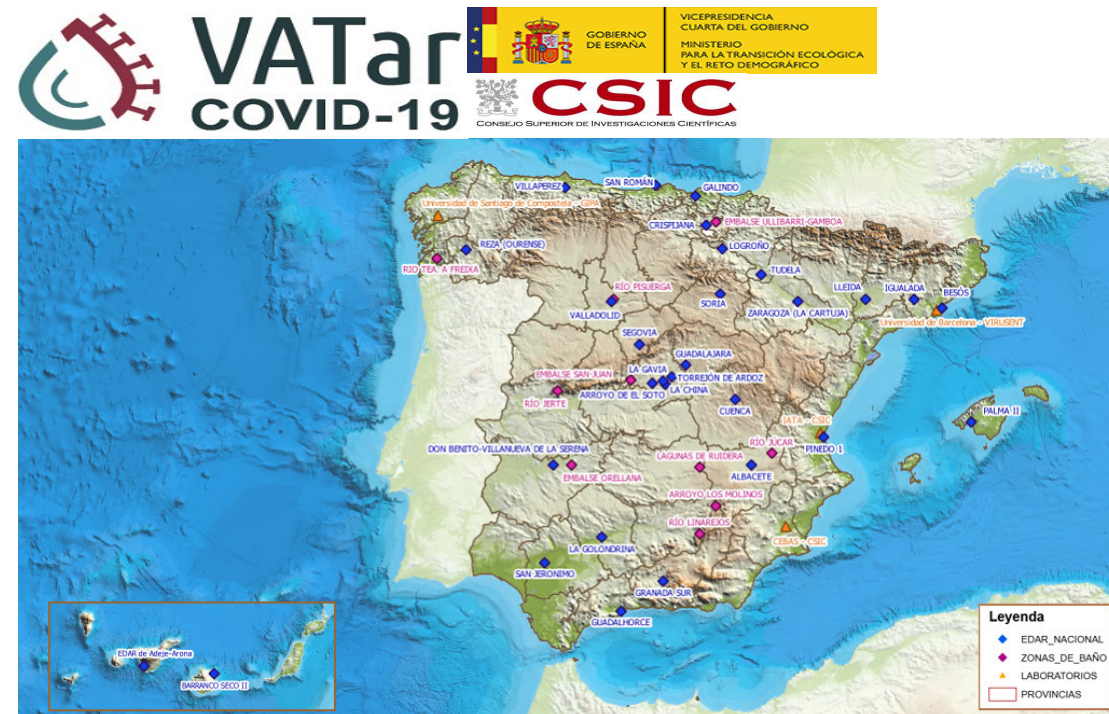 VATar
COVID-19
GOBIERNO
DE ESPAÑA
VICEPRESIDENCIA
CUARTA DEL GOBIERNO
MINISTERIO
PARA LA TRANSICIÓN ECOLÓGICA
Y EL RETO DEMOGRÁFICO
CSIC
CONSEJO SUPERIOR DE INVESTIGACIONES CIENTÍFICAS
VILLAPEREZ
SAN ROMÁN
GALINDO
Universidad de Santiago de Compostela - GIPA
CRISPIJANA
EMBALSE ULLIBARRI-GAMBOA
REZA (OURENSE)
LOGROÑO
RIO TEA. A FREIXA
TUDELA
RÍO PISUERGA
LLEIDA
IGUALADA
BESÓS
VALLADOLID
SORIA
ZARAGOZA (LA CARTUJA)
Universidad de Barcelona - VIRUSENT
SEGOVIA
GUADALAJARA
EMBALSE SAN JUAN
LA GAVIA
TORREJÓN DE ARDOZ
RÍO JERTE
ARROYO DE EL SOTO
LA CHINA
CUENCA
PALMA II
IATA - CSIC
DON BENITO-VILLANUEVA DE LA SERENA
RÍO JUCAR
PINEDO 1
LAGUNAS DE RUIDERA
EMBALSE ORELLANA
ALBACETE
ARROYO LOS MOLINOS
RÍO LINAREJOS
CEBAS - CSIC
LA GOLONDRINA
SAN JERONIMO
GRANADA SUR
GUADALHORCE
EDAR de Adeje-Arona
BARRANCO SECO II
Leyenda
EDAR_NACIONAL
ZONAS_DE_BAÑO
LABORATORIOS
PROVINCIAS